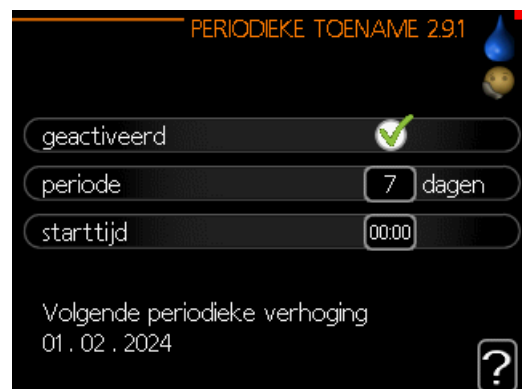 PERIODIEKE TOENAME 2.9.1
geactiveerd
periode 7 dagen
starttijd 00:00
Volgende periodieke verhoging
01.02.2024
?